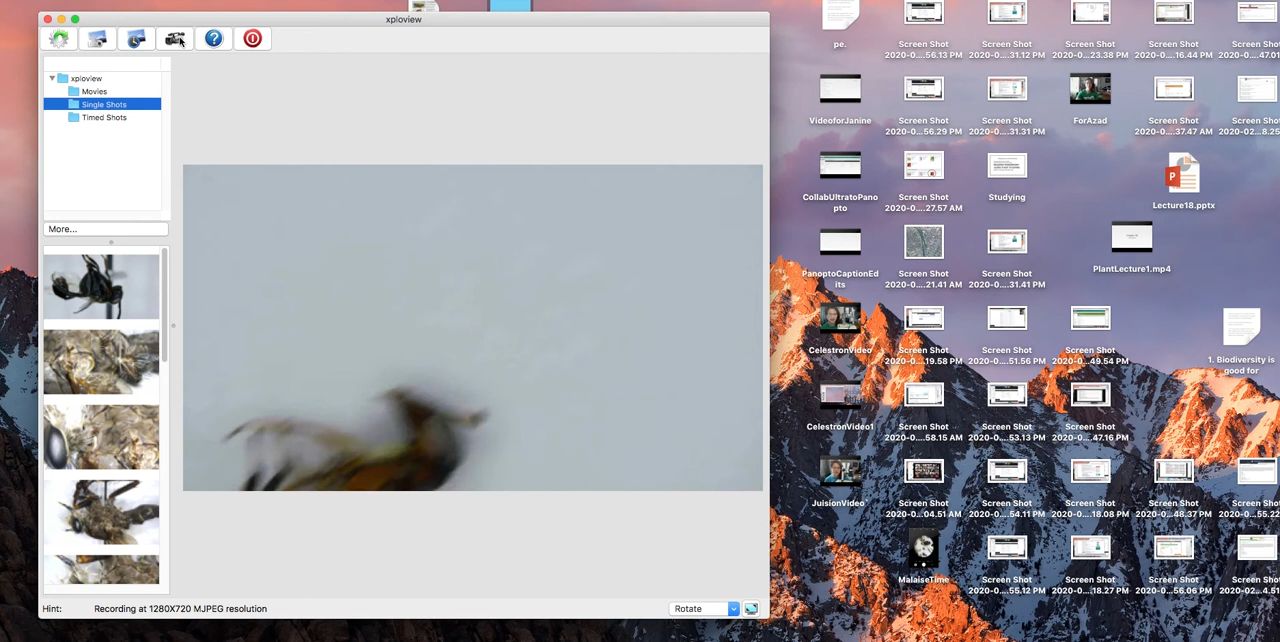 xploview
xploview
Movies
Single Shots
Timed Shots
More...
Hint: Recording at 1280X720 MJPEG resolution
Rotate
pe.
Screen Shot
Screen Shot
Screen Shot
Screen Shot
2020-0....56.13 PM
2020-0....31.12 PM
2020-0....23.38 PM
2020-0....16.44 PM
VideoforJanine
Screen Shot
2020-0....56.29 PM
Screen Shot
2020-0....31.31 PM
ForAzad
Screen Shot
2020-0....37.47 AM
CollabUltratoPano
pto
Screen Shot
2020-0....27.57 AM
Studying
Lecture18.pptx
PanoptoCaptionEd
its
Screen Shot
2020-0....21.41 AM
Screen Shot
2020-0....31.41 PM
PlantLecture1.mp4
CelestronVideo
Screen Shot
2020-0....19.58 PM
Screen Shot
2020-0....51.56 PM
Screen Shot
2020-0....49.54 PM
1. Biodiversity is
good for
CelestronVideo1
Screen Shot
2020-0....58.15 AM
Screen Shot
2020-0....53.13 PM
Screen Shot
2020-0....47.16 PM
JuisionVideo
Screen Shot
2020-0....04.51 AM
Screen Shot
2020-0....54.11 PM
Screen Shot
2020-0....18.08 PM
Screen Shot
2020-0....48.37 PM
MalaiseTime
Screen Shot
2020-0....55.12 PM
Screen Shot
2020-0....18.27 PM
Screen Shot
2020-0....56.06 PM